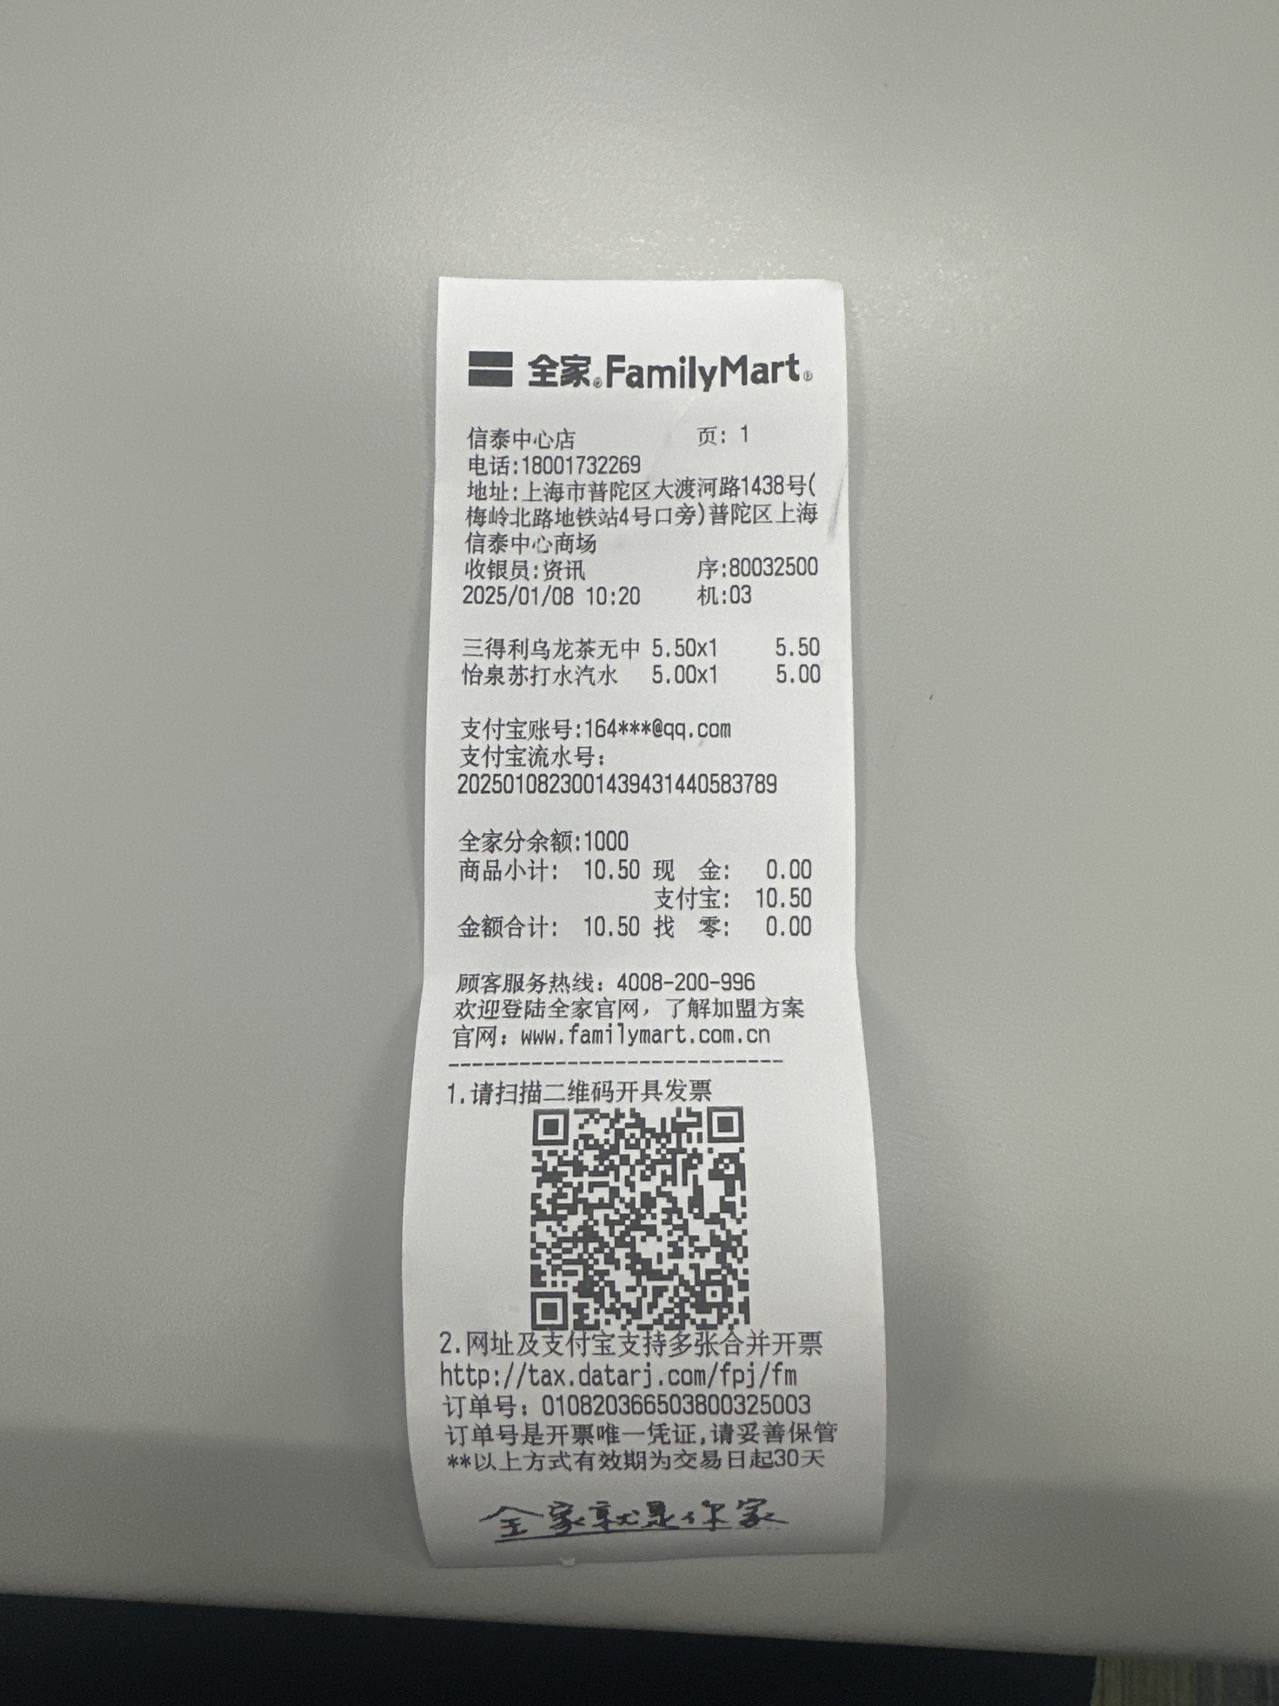 全家®FamilyMart®
信泰中心店 页: 1
电话:18001732269
地址:上海市普陀区大渡河路1438号(
梅岭北路地铁站4号口旁)普陀区上海
信泰中心商场
收银员:资讯 序:80032500
2025/01/08 10:20 机:03
三得利乌龙茶无中 5.50x1 5.50
怡泉苏打水汽水 5.00x1 5.00
支付宝账号:164***@qq.com
支付宝流水号:
2025010823001439431440583789
全家分余额:1000
商品小计: 10.50 现 金: 0.00
支付宝: 10.50
金额合计: 10.50 找 零: 0.00
顾客服务热线: 4008-200-996
欢迎登陆全家官网,了解加盟方案
官网: www.familymart.com.cn
----------------------------
1.请扫描二维码开具发票
2.网址及支付宝支持多张合并开票
http://tax.datarj.com/fpj/fm
订单号: 0108203665038003​25003
订单号是开票唯一凭证,请妥善保管
**以上方式有效期为交易日起30天
全家就是你家